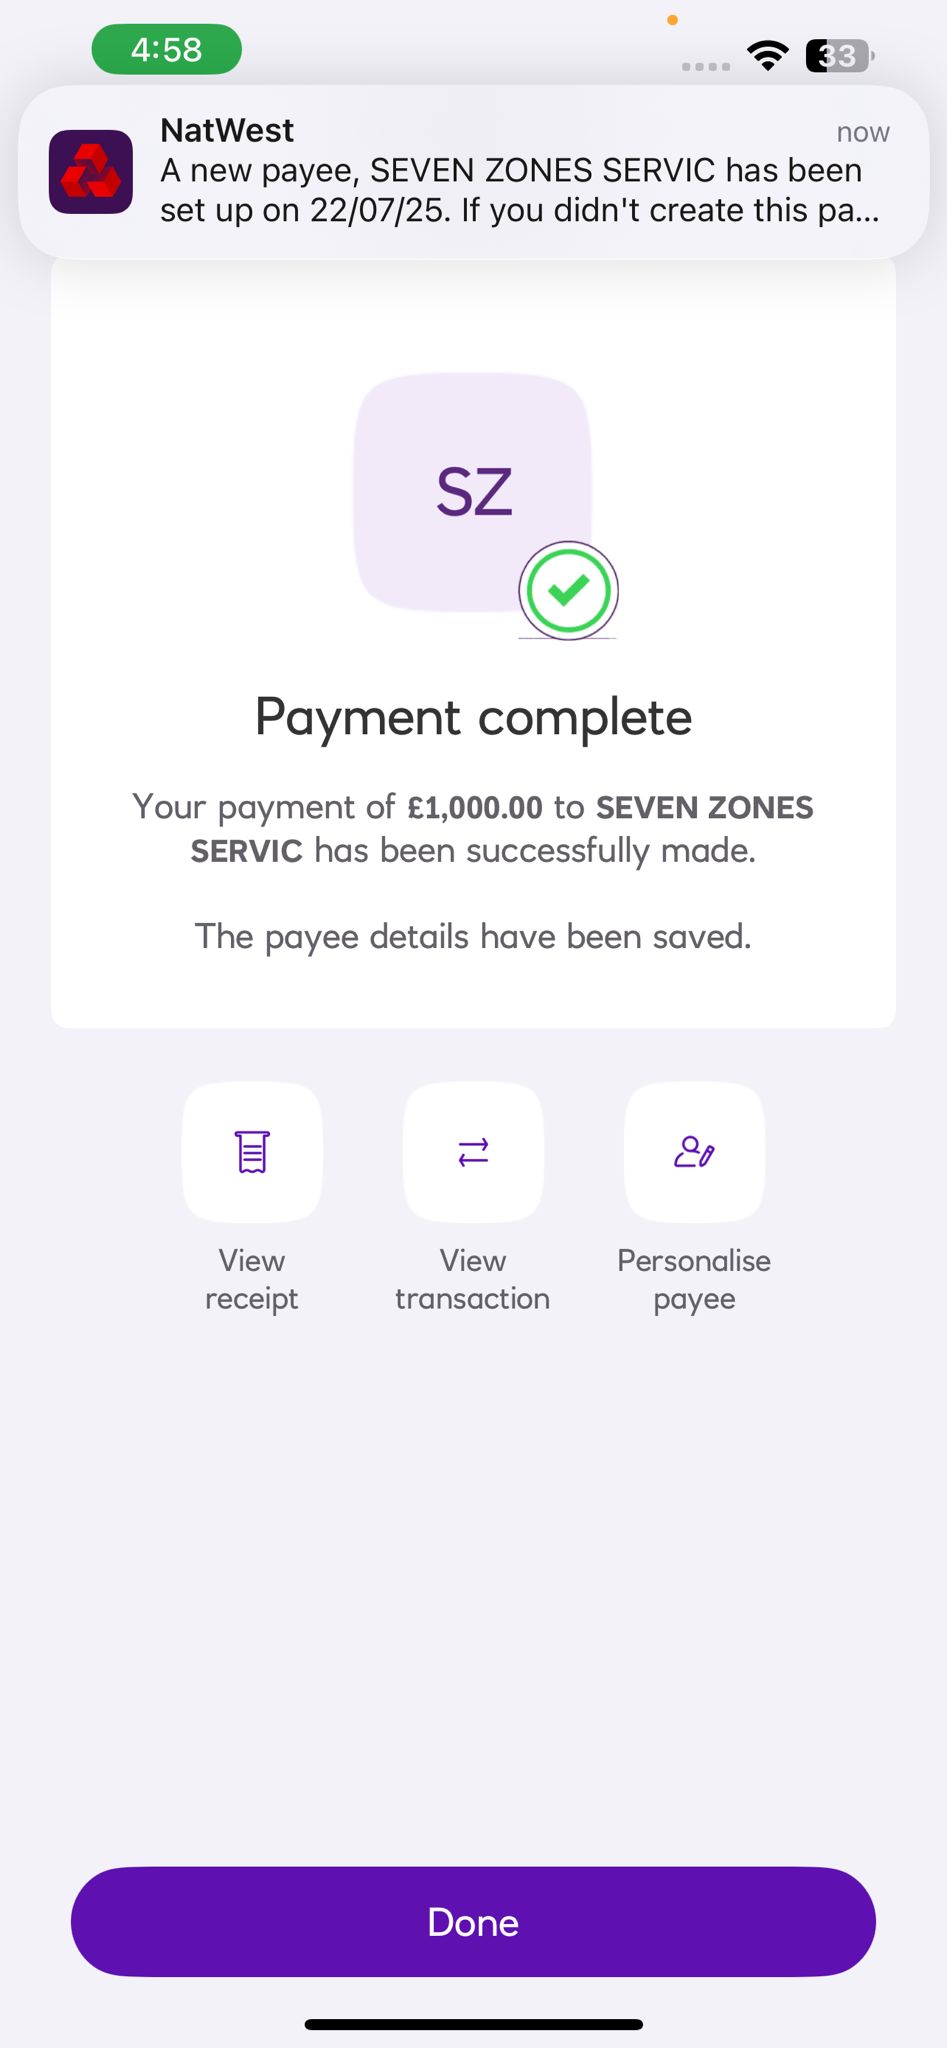 4:58
33
NatWest
now
A new payee, SEVEN ZONES SERVIC has been
set up on 22/07/25. If you didn't create this pa...
SZ
Payment complete
Your payment of £1,000.00 to SEVEN ZONES
SERVIC has been successfully made.
The payee details have been saved.
View
receipt
View
transaction
Personalise
payee
Done